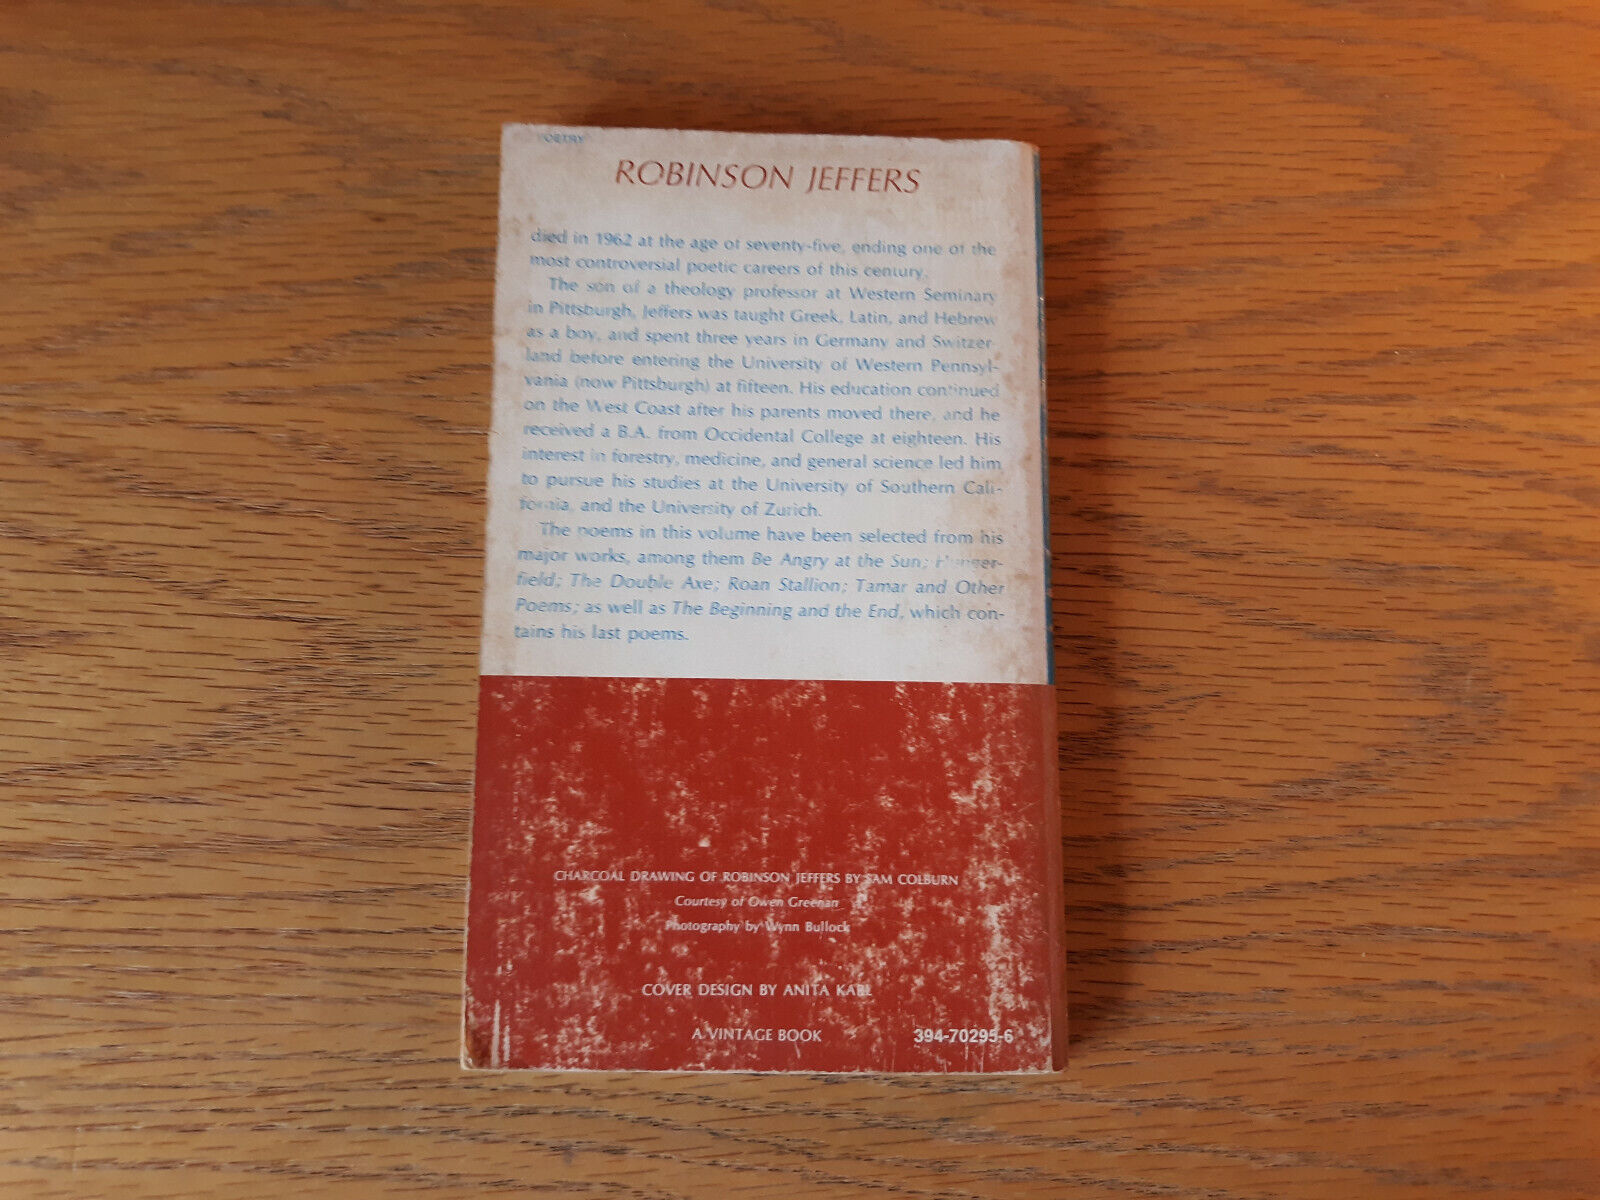 POETRY
ROBINSON JEFFERS
died in 1962 at the age of seventy-five, ending one of the
most controversial poetic careers of this century.
The son of a theology professor at Western Seminary
in Pittsburgh, Jeffers was taught Greek, Latin, and Hebrew
as a boy, and spent three years in Germany and Switzer-
land before entering the University of Western Pennsyl-
vania (now Pittsburgh) at fifteen. His education continued
on the West Coast after his parents moved there, and he
received a B.A. from Occidental College at eighteen. His
interest in forestry, medicine, and general science led him
to pursue his studies at the University of Southern Cali-
fornia, and the University of Zurich.
The poems in this volume have been selected from his
major works, among them Be Angry at the Sun; Hunger-
field; The Double Axe; Roan Stallion; Tamar and Other
Poems; as well as The Beginning and the End, which con-
tains his last poems.
CHARCOAL DRAWING OF ROBINSON JEFFERS BY SAM COLBURN
Courtesy of Owen Greenan
Photography by Wynn Bullock
COVER DESIGN BY ANITA KARL
A VINTAGE BOOK
394-70295-6